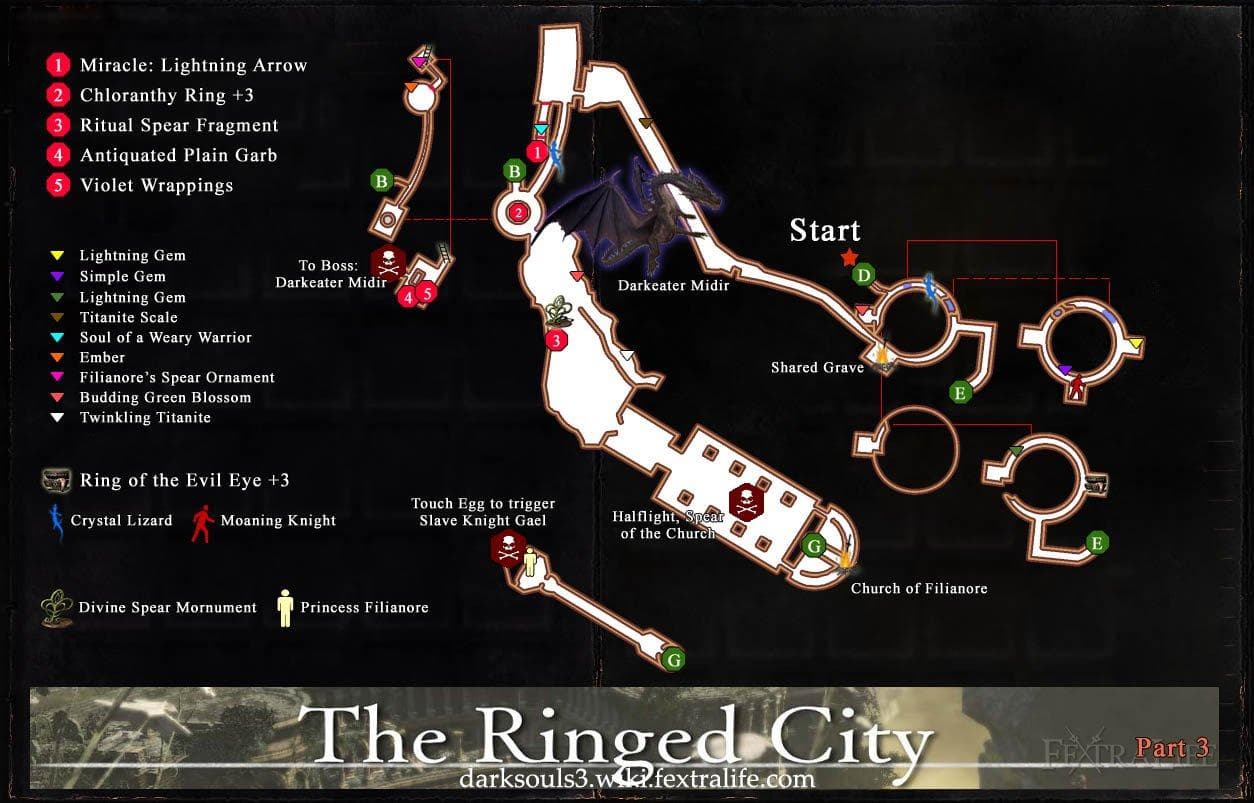 1 Miracle: Lightning Arrow
2 Chloranthy Ring +3
3 Ritual Spear Fragment
4 Antiquated Plain Garb
5 Violet Wrappings
Lightning Gem
Simple Gem
Lightning Gem
Titanite Scale
Soul of a Weary Warrior
Ember
Filianore's Spear Ornament
Budding Green Blossom
Twinkling Titanite
Ring of the Evil Eye +3
Crystal Lizard
Moaning Knight
Divine Spear Mornument
Princess Filianore
B
To Boss:
Darkeater Midir
4
5
1
B
2
3
Darkeater Midir
Start
D
Shared Grave
E
E
Touch Egg to trigger
Slave Knight Gael
Halflight, Spear
of the Church
G
Church of Filianore
G
The Ringed City
darksouls3.wiki.fextralife.com
FEXTRALIFE
Part 3